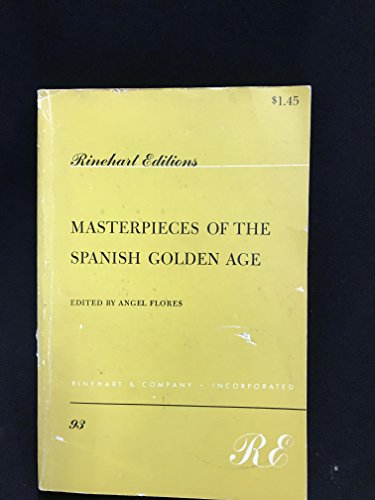 $1.45
Rinehart Editions
MASTERPIECES OF THE
SPANISH GOLDEN AGE
EDITED BY ANGEL FLORES
RINEHART & COMPANY · INCORPORATED
93
RE